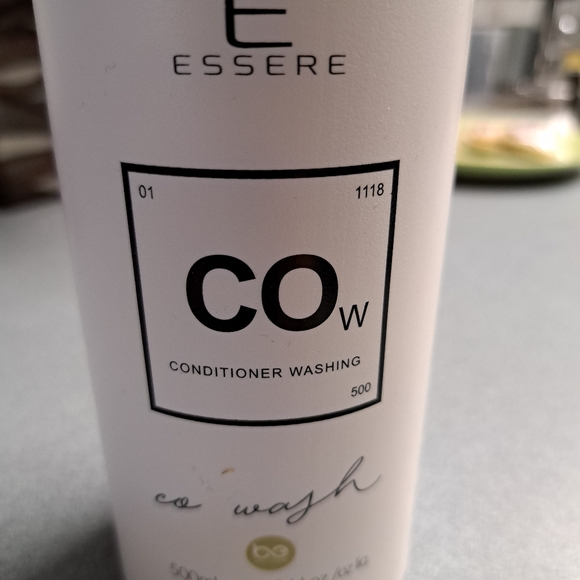 E
ESSERE
01 1118
COW
CONDITIONER WASHING
500
co wash